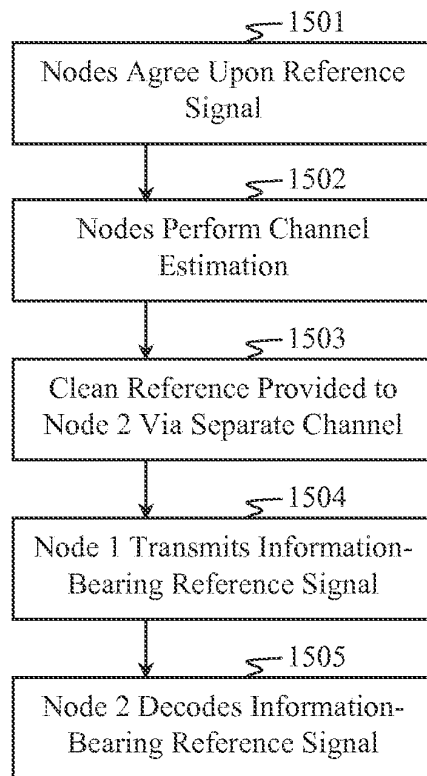 1501
Nodes Agree Upon Reference
Signal
1502
Nodes Perform Channel
Estimation
1503
Clean Reference Provided to
Node 2 Via Separate Channel
1504
Node 1 Transmits Information-
Bearing Reference Signal
1505
Node 2 Decodes Information-
Bearing Reference Signal